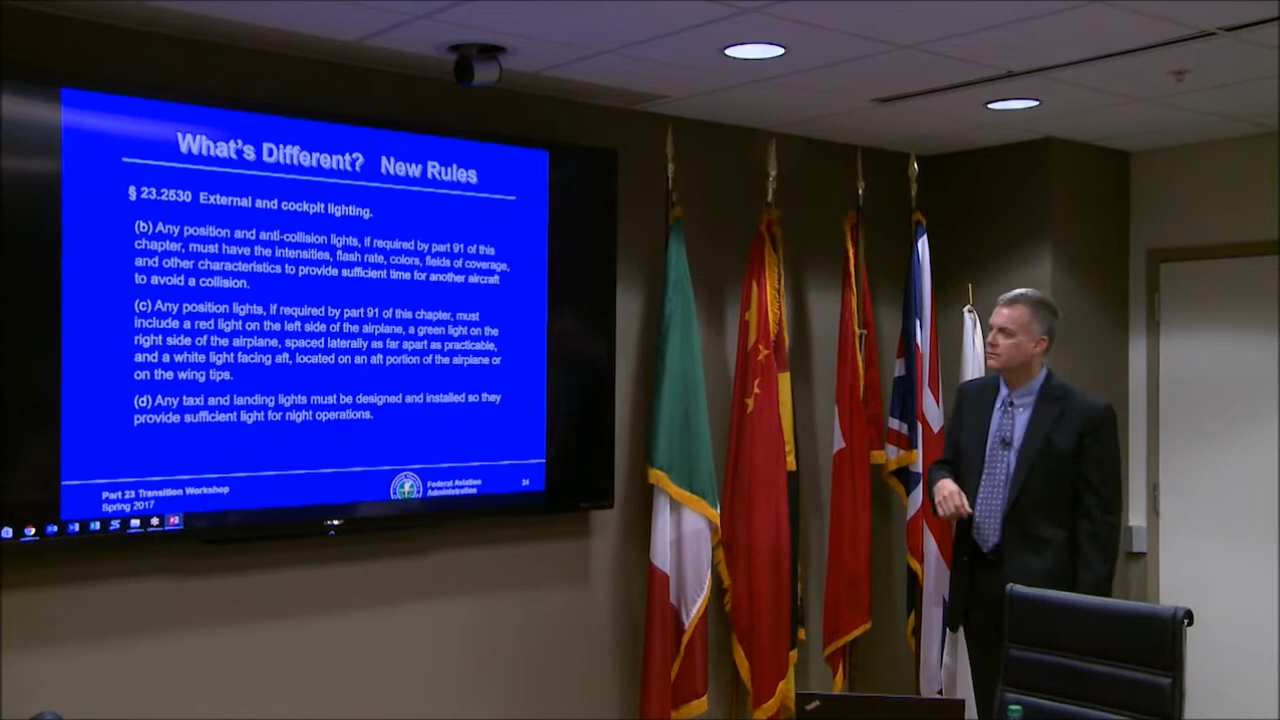 What's Different? New Rules
§ 23.2530 External and cockpit lighting.
(b) Any position and anti-collision lights, if required by part 91 of this
chapter, must have the intensities, flash rate, colors, fields of coverage,
and other characteristics to provide sufficient time for another aircraft
to avoid a collision.
(c) Any position lights, if required by part 91 of this chapter, must
include a red light on the left side of the airplane, a green light on the
right side of the airplane, spaced laterally as far apart as practicable,
and a white light facing aft, located on an aft portion of the airplane or
on the wing tips.
(d) Any taxi and landing lights must be designed and installed so they
provide sufficient light for night operations.
Part 23 Transition Workshop
Spring 2017
Federal Aviation
Administration
24